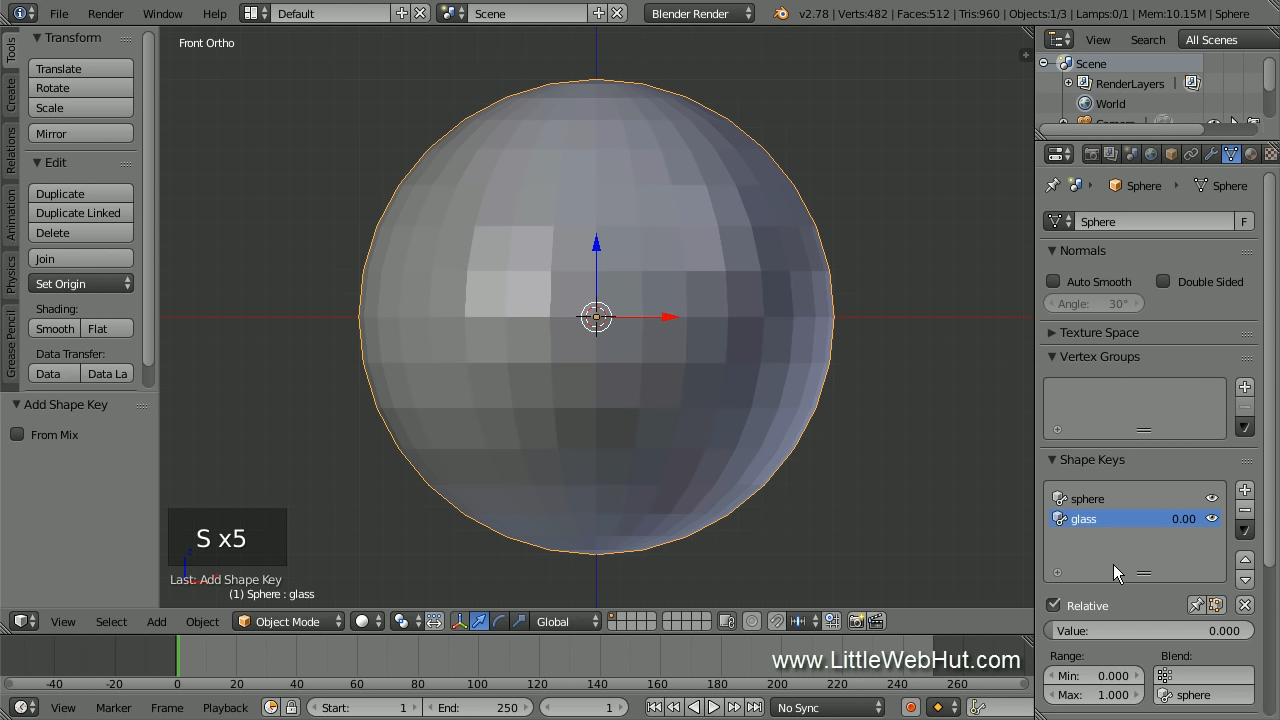 File Render Window Help Default Scene Blender Render v2.78 | Verts:482 | Faces:512 | Tris:960 | Objects:1/3 | Lamps:0/1 | Mem:10.15M | Sphere
Tools
Create
Relations
Animation
Physics
Grease Pencil
Transform
Translate
Rotate
Scale
Mirror
Edit
Duplicate
Duplicate Linked
Delete
Join
Set Origin
Shading:
Smooth Flat
Data Transfer:
Data Data La
Add Shape Key
From Mix
Front Ortho
S x5
Last: Add Shape Key
(1) Sphere : glass
View Select Add Object Object Mode Global
View Search All Scenes
Scene
RenderLayers
World
Sphere Sphere
Sphere F
Normals
Auto Smooth Double Sided
Angle: 30°
Texture Space
Vertex Groups
Shape Keys
sphere
glass 0.00
Relative
Value: 0.000
Range: Blend:
Min: 0.000
Max: 1.000 sphere
www.LittleWebHut.com
-40 -20 0 20 40 60 80 100 120 140 160 180 200 220 240 260
View Marker Frame Playback Start: 1 End: 250 1 No Sync